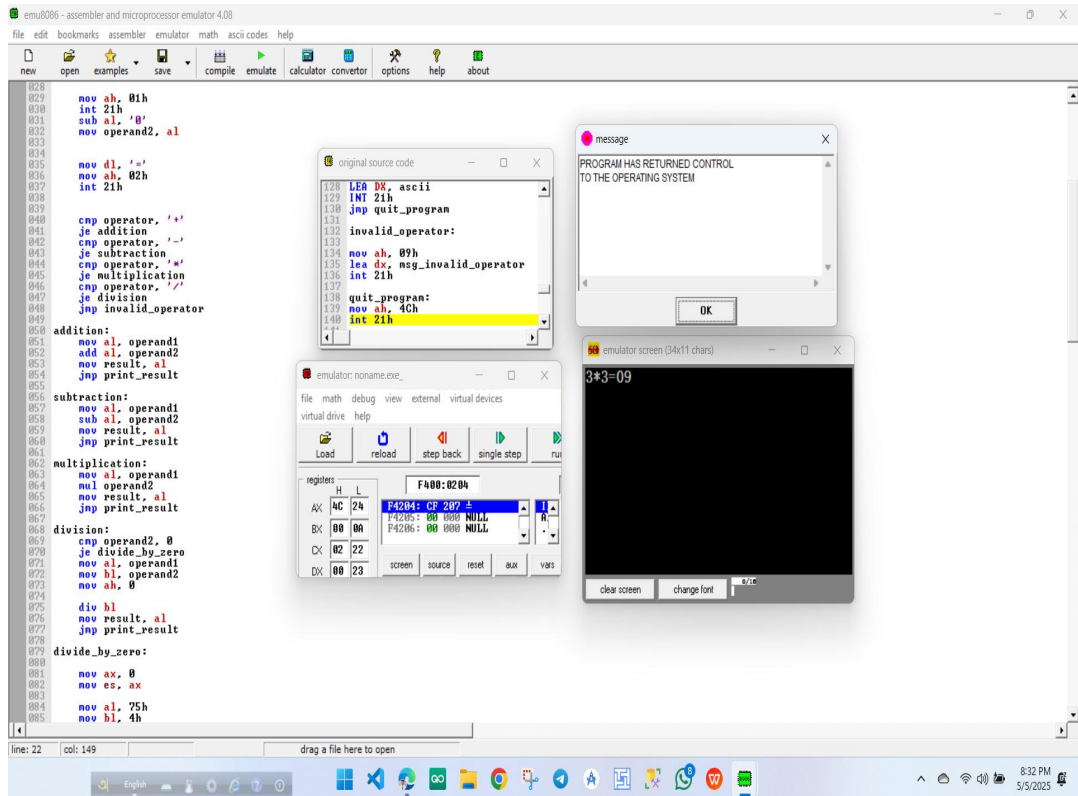 emu8086 - assembler and microprocessor emulator 4.08
file edit bookmarks assembler emulator math ascii codes help
new open examples save compile emulate calculator convertor options help about
028
029 mov ah, 01h
030 int 21h
031 sub al, '0'
032 mov operand2, al
033
034
035 mov dl, '='
036 mov ah, 02h
037 int 21h
038
039
040 cmp operator, '+'
041 je addition
042 cmp operator, '-'
043 je subtraction
044 cmp operator, '*'
045 je multiplication
046 cmp operator, '/'
047 je division
048 jmp invalid_operator
049
050 addition:
051 mov al, operand1
052 add al, operand2
053 mov result, al
054 jmp print_result
055
056 subtraction:
057 mov al, operand1
058 sub al, operand2
059 mov result, al
060 jmp print_result
061
062 multiplication:
063 mov al, operand1
064 mul operand2
065 mov result, al
066 jmp print_result
067
068 division:
069 cmp operand2, 0
070 je divide_by_zero
071 mov al, operand1
072 mov bl, operand2
073 mov ah, 0
074
075 div bl
076 mov result, al
077 jmp print_result
078
079 divide_by_zero:
080
081 mov ax, 0
082 mov es, ax
083
084 mov al, 75h
085 mov bl, 4h
original source code
128 LEA DX, ascii
129 INT 21h
130 jmp quit_program
131
132 invalid_operator:
133
134 mov ah, 09h
135 lea dx, msg_invalid_operator
136 int 21h
137
138 quit_program:
139 mov ah, 4Ch
140 int 21h
message
PROGRAM HAS RETURNED CONTROL
TO THE OPERATING SYSTEM
OK
emulator: noname.exe_
file math debug view external virtual devices
virtual drive help
Load reload step back single step
registers
H L
F400:0204
AX 4C 24
BX 00 0A
CX 02 22
DX 00 23
F4204: CF 207 ╧
F4205: 00 000 NULL
F4206: 00 000 NULL
screen source reset aux vars
emulator screen (34x11 chars)
3*3=09
clear screen change font 0/16
line: 22 col: 149 drag a file here to open
English
8:32 PM
5/5/2025